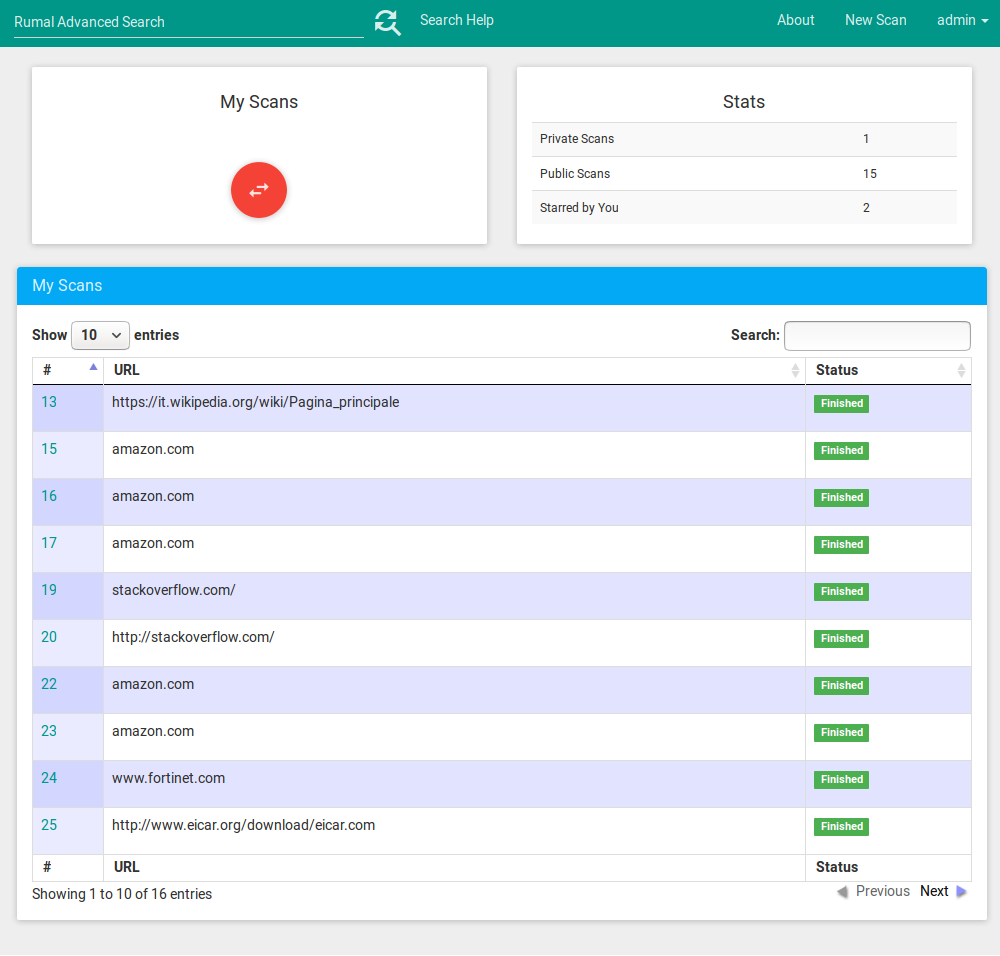 Rumal Advanced Search Search Help About New Scan admin
My Scans
Stats
Private Scans 1
Public Scans 15
Starred by You 2
My Scans
Show 10 entries Search:
# URL Status
13 https://it.wikipedia.org/wiki/Pagina_principale Finished
15 amazon.com Finished
16 amazon.com Finished
17 amazon.com Finished
19 stackoverflow.com/ Finished
20 http://stackoverflow.com/ Finished
22 amazon.com Finished
23 amazon.com Finished
24 www.fortinet.com Finished
25 http://www.eicar.org/download/eicar.com Finished
# URL Status
Showing 1 to 10 of 16 entries Previous Next